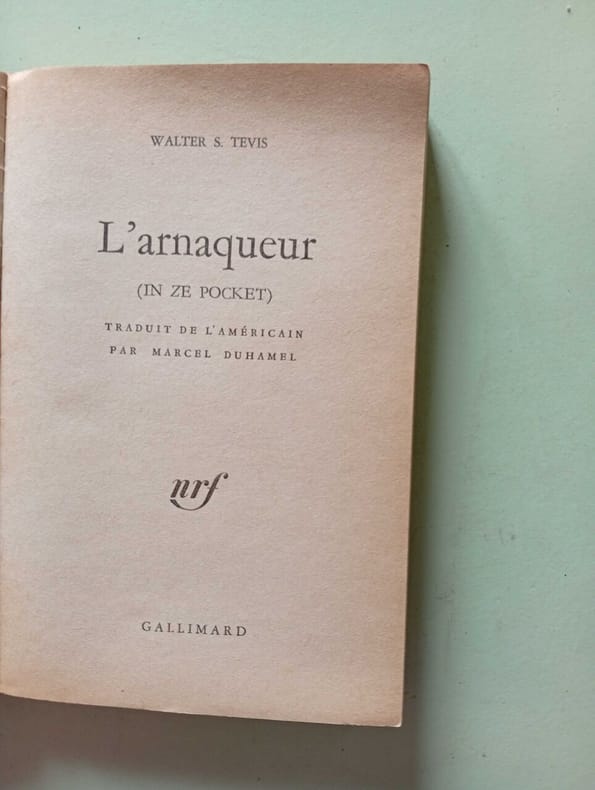 WALTER S. TEVIS
L'arnaqueur
(IN ZE POCKET)
TRADUIT DE L'AMÉRICAIN
PAR MARCEL DUHAMEL
nrf
GALLIMARD